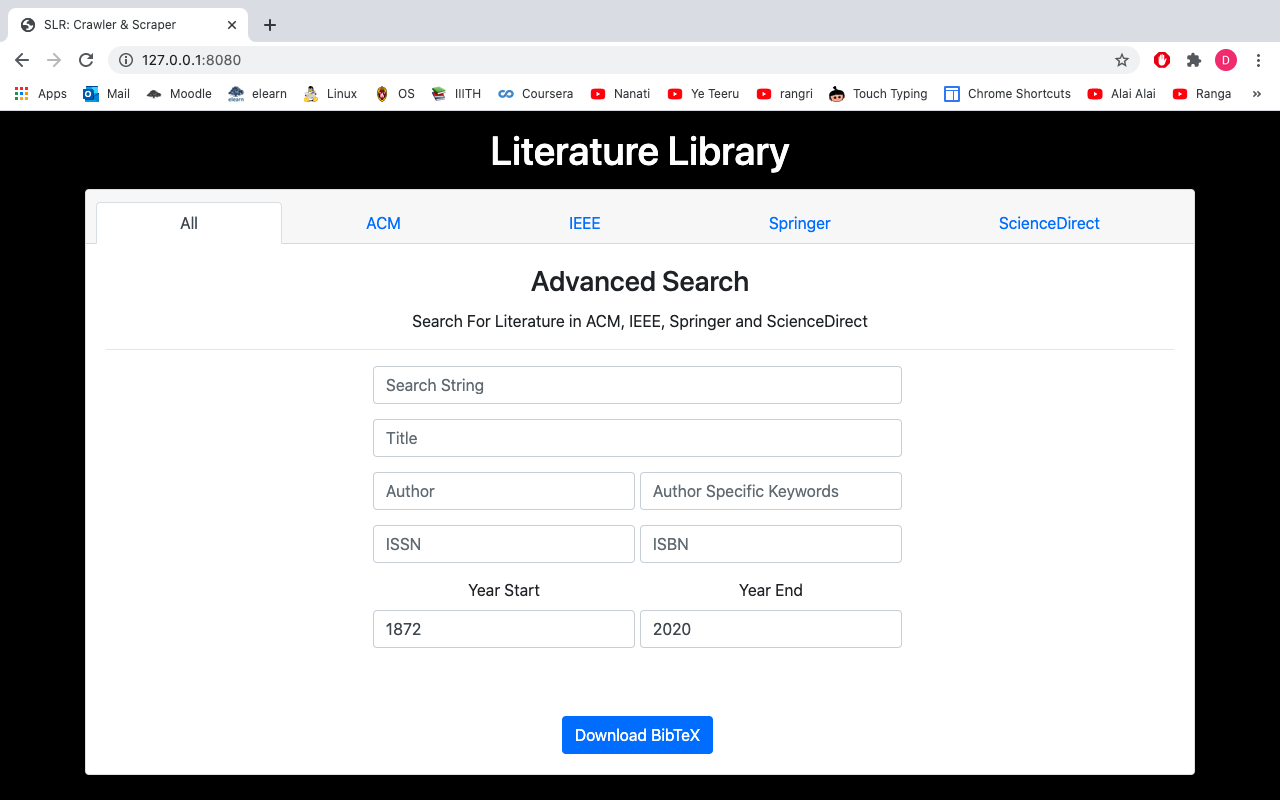 SLR: Crawler & Scraper
127.0.0.1:8080
D
Apps Mail Moodle elearn Linux OS IIITH Coursera Nanati Ye Teeru rangri Touch Typing Chrome Shortcuts Alai Alai Ranga »
Literature Library
All ACM IEEE Springer ScienceDirect
Advanced Search
Search For Literature in ACM, IEEE, Springer and ScienceDirect
Search String
Title
Author Author Specific Keywords
ISSN ISBN
Year Start Year End
1872 2020
Download BibTeX